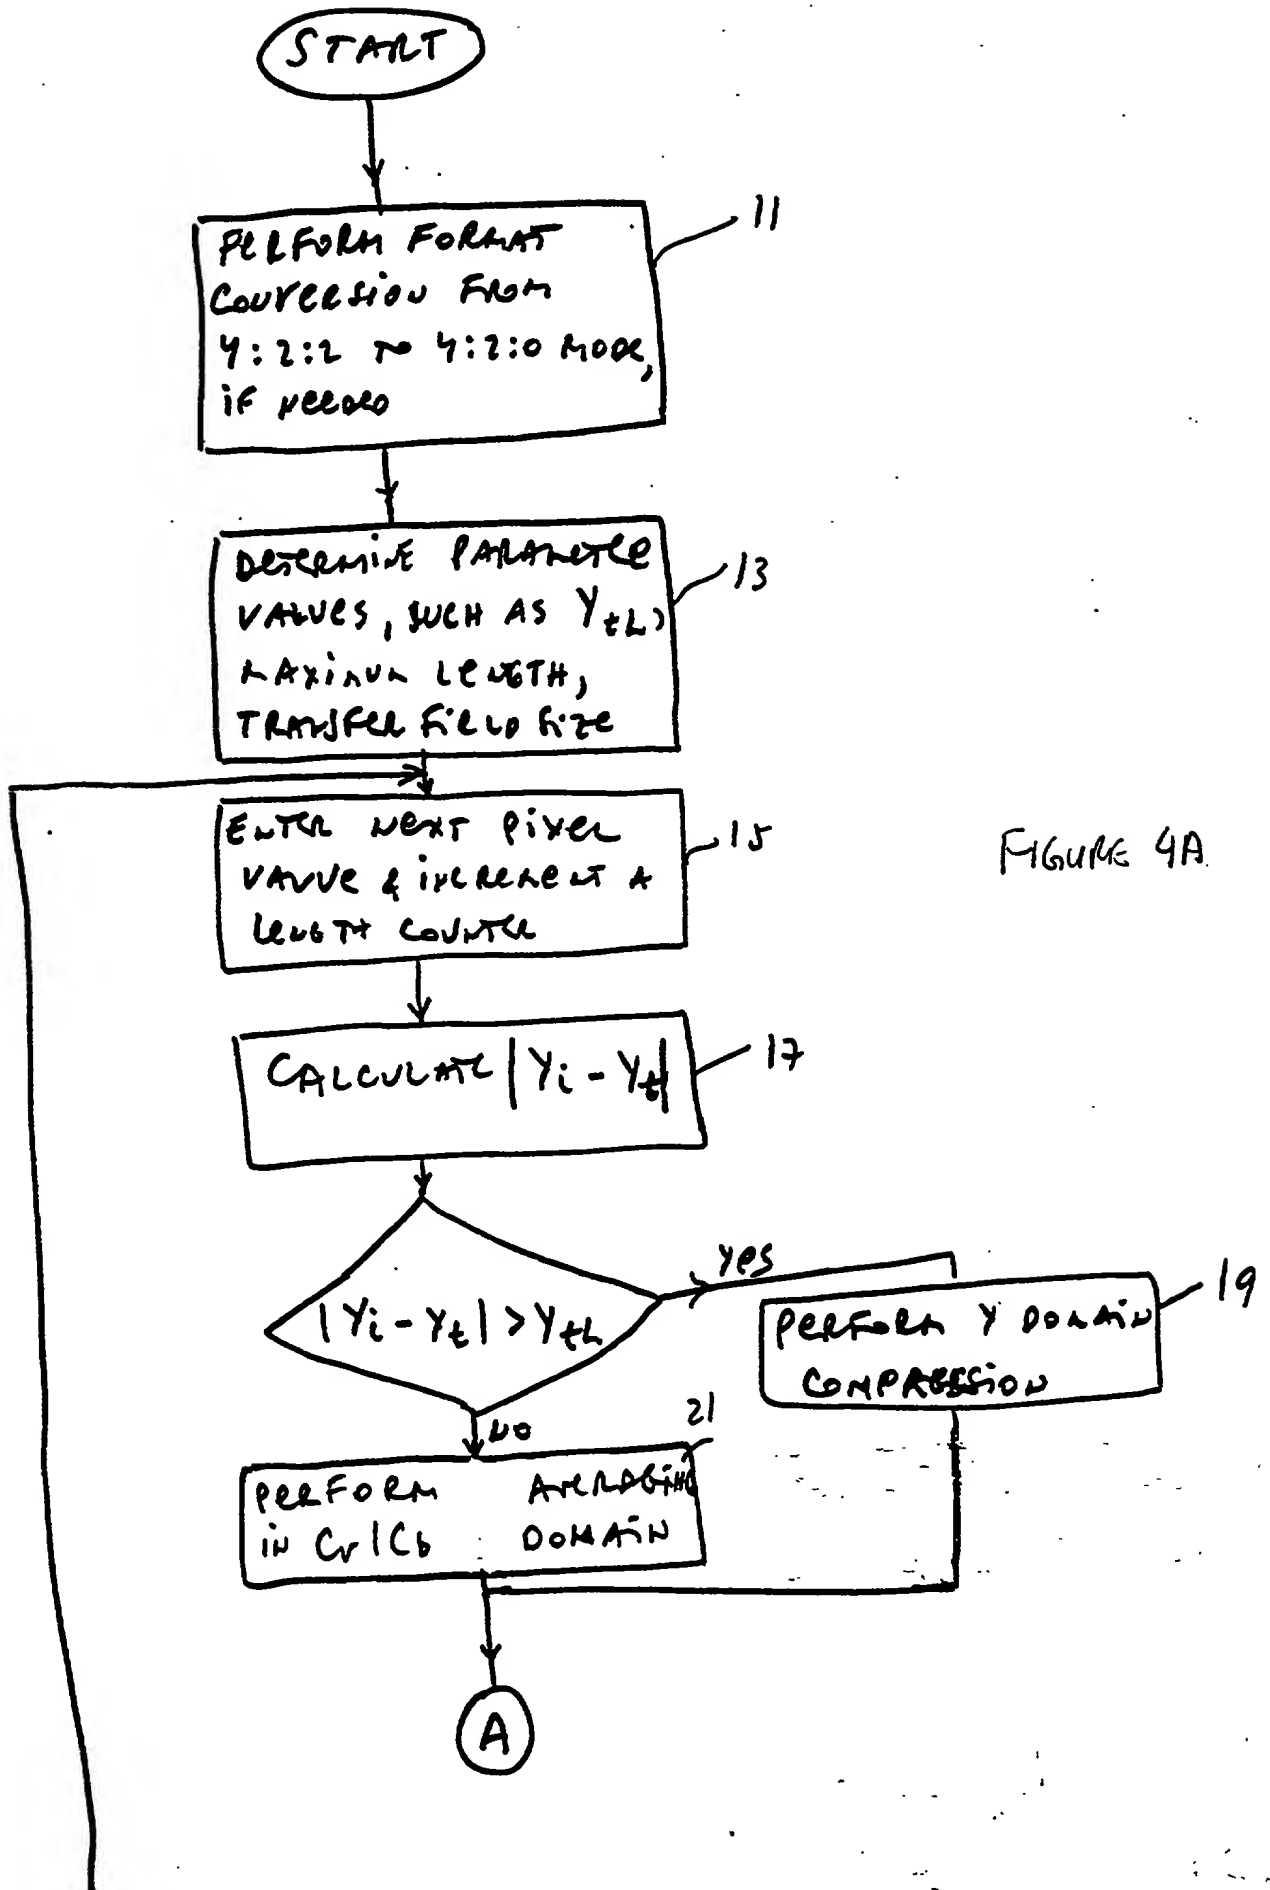 START
11
PERFORM FORMAT
CONVERSION FROM
4:2:2 TO 4:2:0 MODE,
IF NEEDED
DETERMINE PARAMETER
13
VALUES, SUCH AS Yth,
MAXIMUM LENGTH,
TRANSFER FIELD SIZE
ENTER NEXT PIXEL
15
VALUE & INCREMENT A
LENGTH COUNTER
FIGURE 4A.
CALCULATE |Yi - Yt|
17
|Yi - Yt| > Yth
YES
19
PERFORM Y DOMAIN
COMPRESSION
NO
21
PERFORM AVERAGING
IN Cr/Cb DOMAIN
A